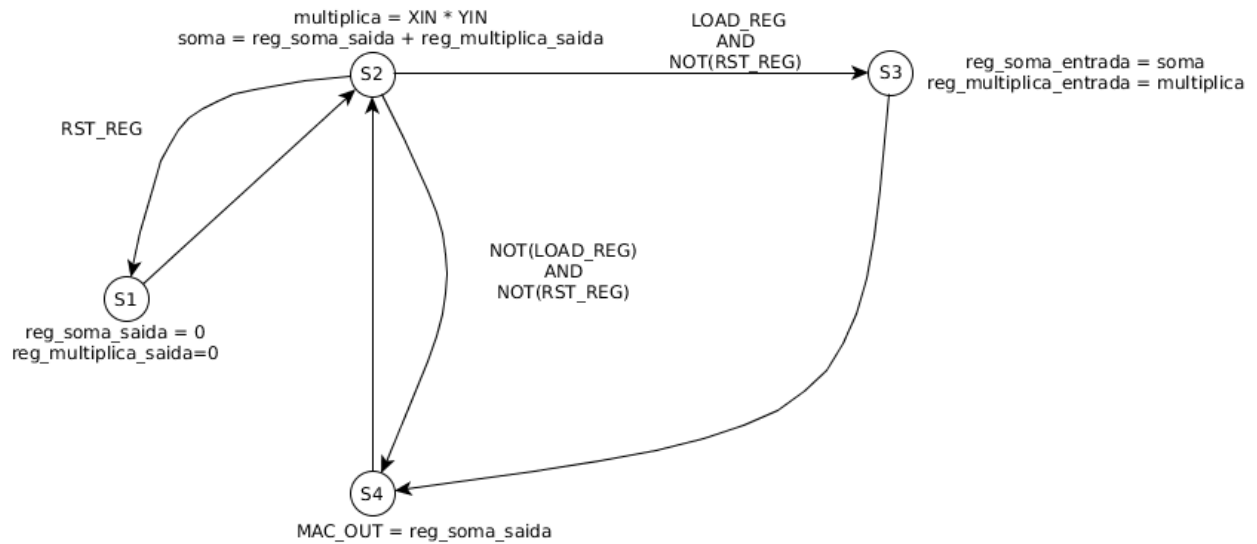 multiplica = XIN * YIN
soma = reg_soma_saida + reg_multiplica_saida
S2
LOAD_REG
AND
NOT(RST_REG)
S3
reg_soma_entrada = soma
reg_multiplica_entrada = multiplica
RST_REG
NOT(LOAD_REG)
AND
NOT(RST_REG)
S1
reg_soma_saida = 0
reg_multiplica_saida=0
S4
MAC_OUT = reg_soma_saida